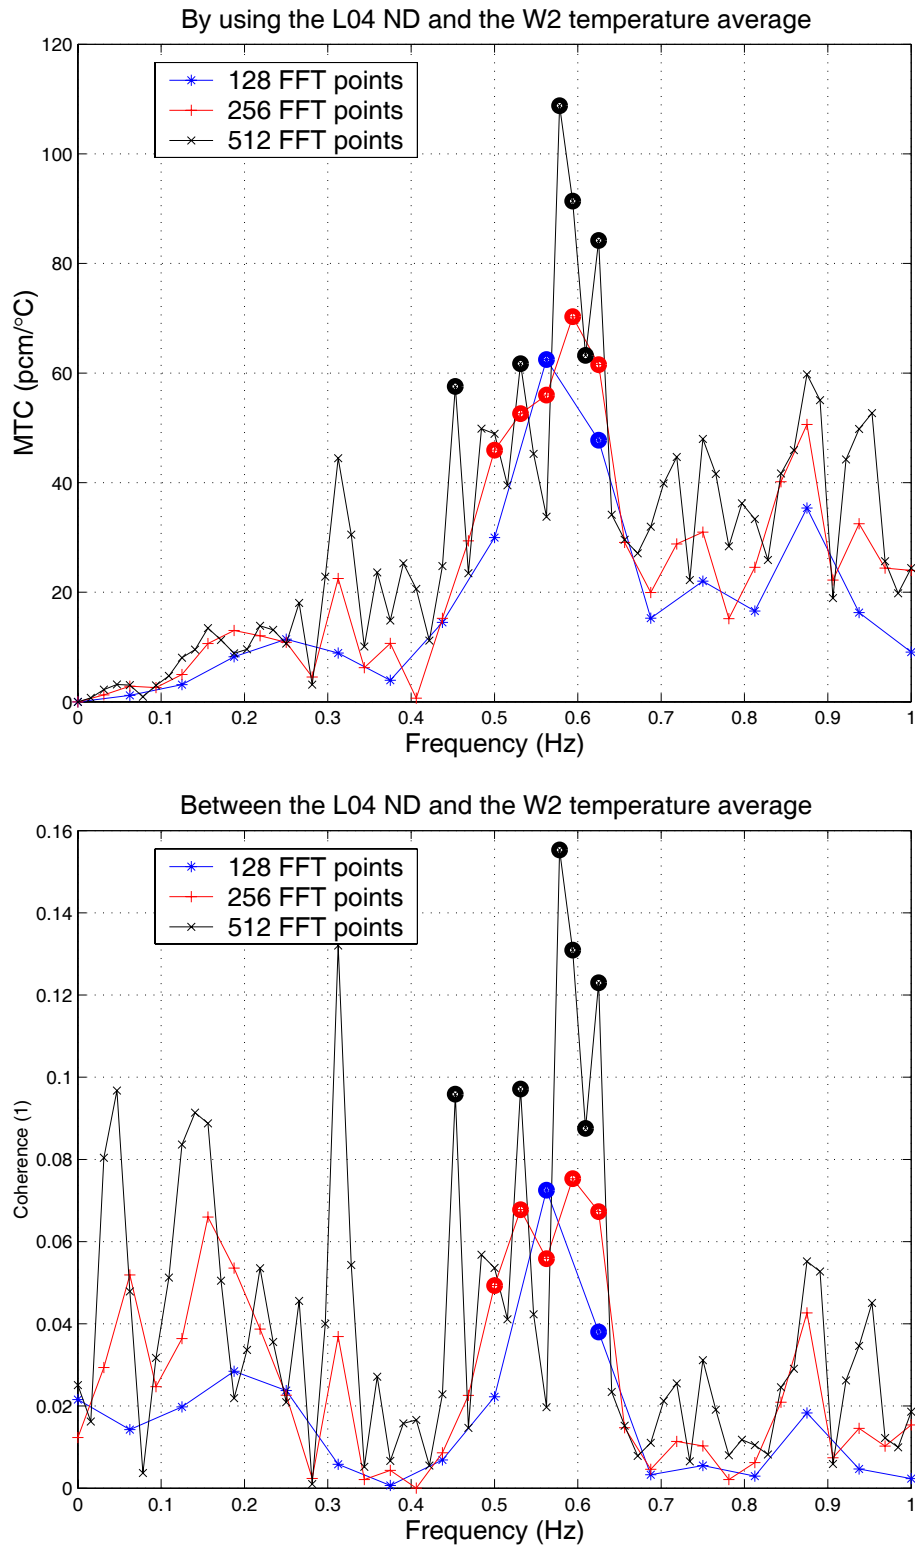 By using the L04 ND and the W2 temperature average
120
100
80
60
40
20
0
MTC (pcm/°C)
128 FFT points
256 FFT points
512 FFT points
0 0.1 0.2 0.3 0.4 0.5 0.6 0.7 0.8 0.9 1
Frequency (Hz)
Between the L04 ND and the W2 temperature average
0.16
0.14
0.12
0.1
0.08
0.06
0.04
0.02
0
Coherence (1)
128 FFT points
256 FFT points
512 FFT points
0 0.1 0.2 0.3 0.4 0.5 0.6 0.7 0.8 0.9 1
Frequency (Hz)